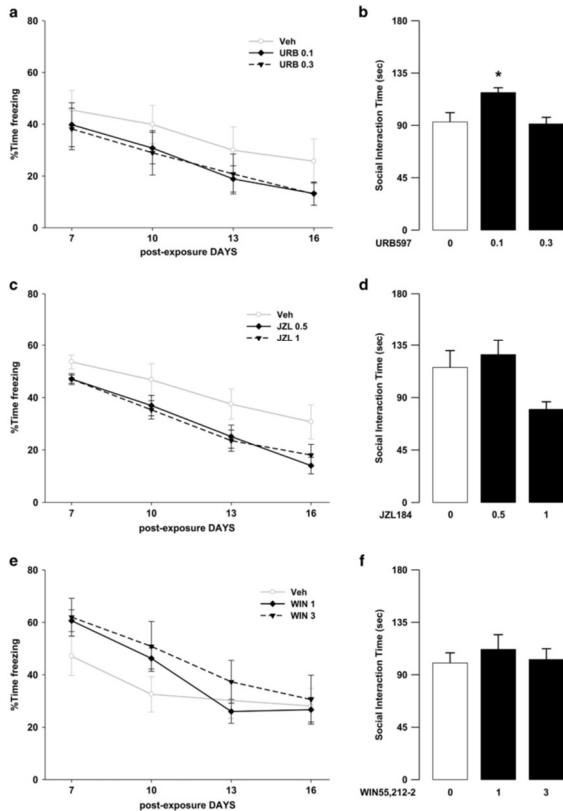 a
%Time freezing
80
60
40
20
0
Veh
URB 0.1
URB 0.3
7 10 13 16
post-exposure DAYS
b
Social Interaction Time (sec)
180
135
90
45
0
*
URB597 0 0.1 0.3
c
%Time freezing
80
60
40
20
0
Veh
JZL 0.5
JZL 1
7 10 13 16
post-exposure DAYS
d
Social Interaction Time (sec)
180
135
90
45
0
JZL184 0 0.5 1
e
%Time freezing
80
60
40
20
0
Veh
WIN 1
WIN 3
7 10 13 16
post-exposure DAYS
f
Social Interaction Time (sec)
180
135
90
45
0
WIN55,212-2 0 1 3